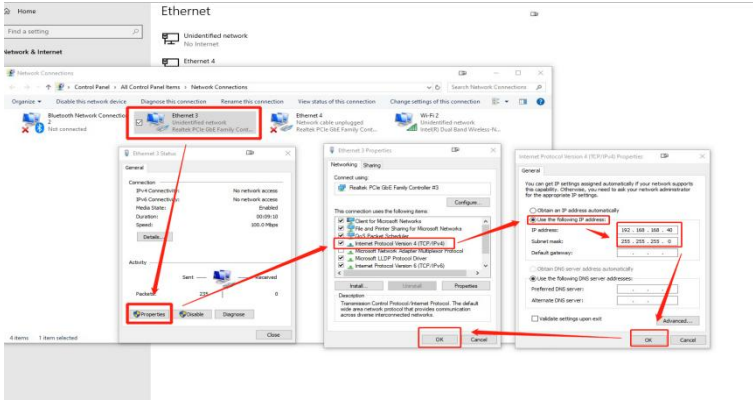 Home
Ethernet
Find a setting
Unidentified network
No Internet
Network & Internet
Ethernet 4
Network Connections
Control Panel > All Control Panel Items > Network Connections
Search Network Connections
Organize
Disable this network device
Diagnose this connection
Rename this connection
View status of this connection
Change settings of this connection
Bluetooth Network Connection
2
Not connected
Ethernet 3
Unidentified network
Realtek PCIe GbE Family Cont...
Ethernet 4
Network cable unplugged
Realtek PCIe GbE Family Cont...
Wi-Fi 2
Unidentified network
Intel(R) Dual Band Wireless-N...
Ethernet 3 Status
General
Connection
IPv4 Connectivity: No network access
IPv6 Connectivity: No network access
Media State: Enabled
Duration: 00:09:10
Speed: 100.0 Mbps
Details...
Activity
Sent
Received
Packets: 235 0
Properties
Disable
Diagnose
Close
Ethernet 3 Properties
Networking Sharing
Connect using:
Realtek PCIe GbE Family Controller #3
Configure...
This connection uses the following items:
Client for Microsoft Networks
File and Printer Sharing for Microsoft Networks
QoS Packet Scheduler
Internet Protocol Version 4 (TCP/IPv4)
Microsoft Network Adapter Multiplexor Protocol
Microsoft LLDP Protocol Driver
Internet Protocol Version 6 (TCP/IPv6)
Install...
Uninstall
Properties
Description
Transmission Control Protocol/Internet Protocol. The default
wide area network protocol that provides communication
across diverse interconnected networks.
OK
Cancel
Internet Protocol Version 4 (TCP/IPv4) Properties
General
You can get IP settings assigned automatically if your network supports
this capability. Otherwise, you need to ask your network administrator
for the appropriate IP settings.
Obtain an IP address automatically
Use the following IP address:
IP address: 192 . 168 . 168 . 40
Subnet mask: 255 . 255 . 255 . 0
Default gateway: . . .
Obtain DNS server address automatically
Use the following DNS server addresses:
Preferred DNS server: . . .
Alternate DNS server: . . .
Validate settings upon exit
Advanced...
OK
Cancel
4 items
1 item selected